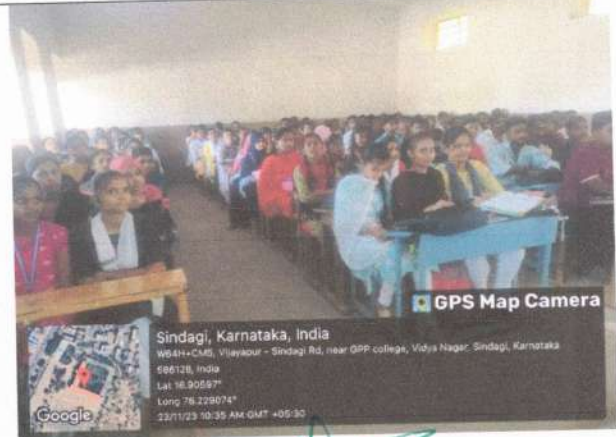 GPS Map Camera
Sindagi, Karnataka, India
W64H+CM5, Vijayapur - Sindagi Rd, near GPP college, Vidya Nagar, Sindagi, Karnataka
586128, India
Lat 16.90597°
Long 76.229074°
23/11/23 10:35 AM GMT +05:30
Google